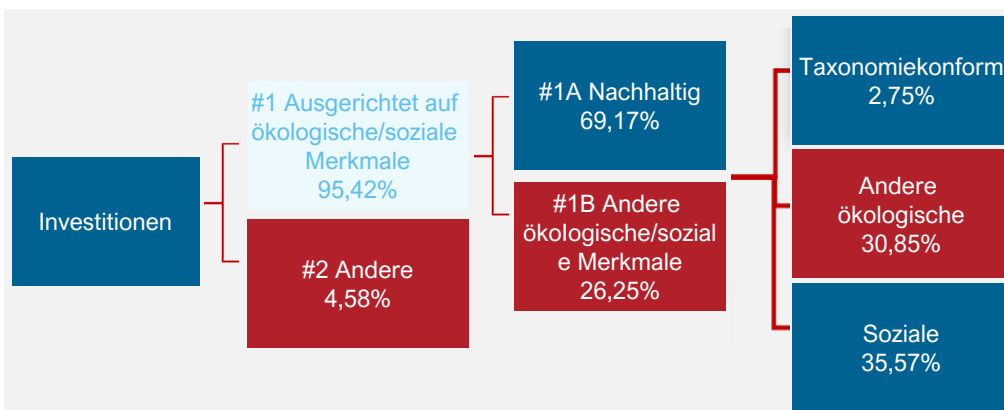 Investitionen
#1 Ausgerichtet auf
ökologische/soziale
Merkmale
95,42%
#2 Andere
4,58%
#1A Nachhaltig
69,17%
#1B Andere
ökologische/sozial
e Merkmale
26,25%
Taxonomiekonform
2,75%
Andere
ökologische
30,85%
Soziale
35,57%